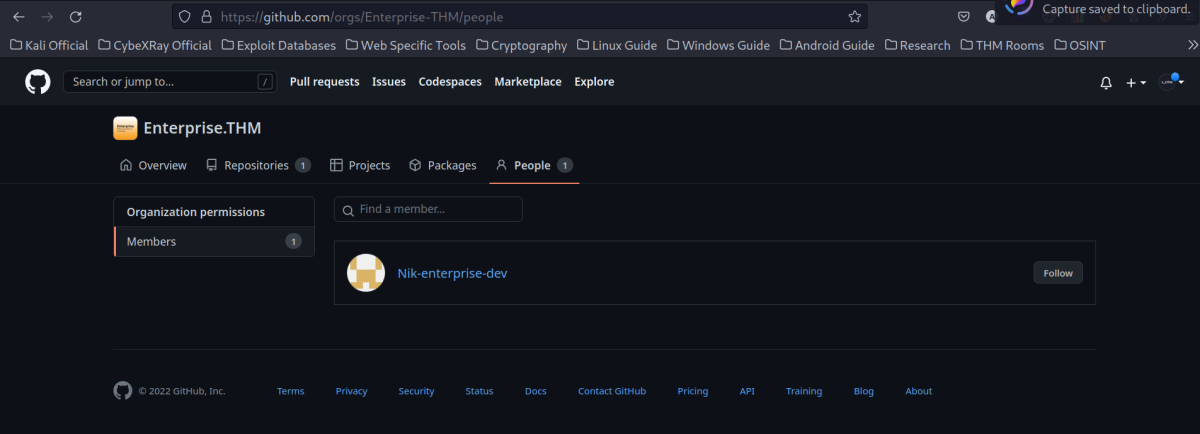 Capture saved to clipboard.
https://github.com/orgs/Enterprise-THM/people
Kali Official CybeXRay Official Exploit Databases Web Specific Tools Cryptography Linux Guide Windows Guide Android Guide Research THM Rooms OSINT
Search or jump to... / Pull requests Issues Codespaces Marketplace Explore
Enterprise.THM
Overview Repositories 1 Projects Packages People 1
Organization permissions
Find a member...
Members 1
Nik-enterprise-dev Follow
© 2022 GitHub, Inc. Terms Privacy Security Status Docs Contact GitHub Pricing API Training Blog About